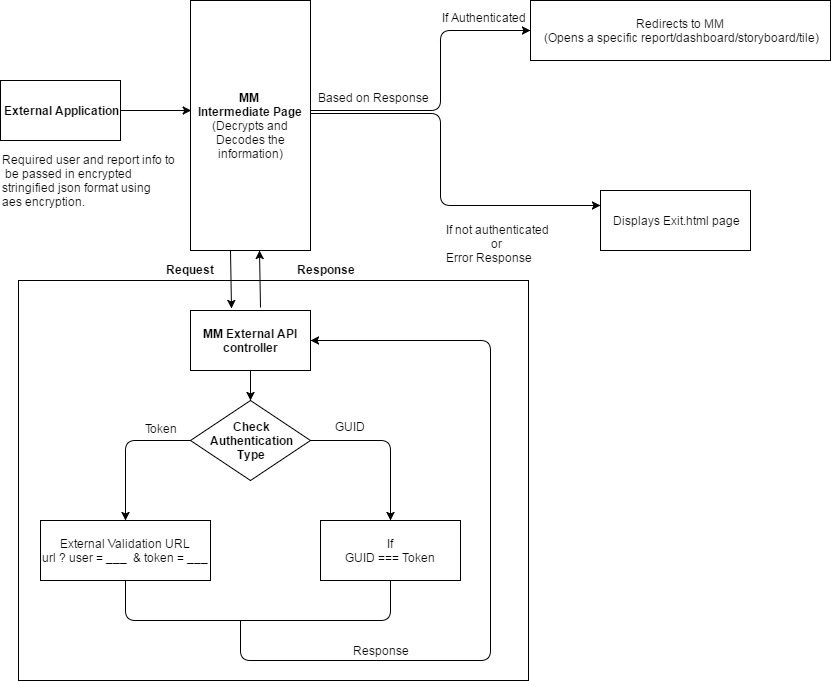 If Authenticated
Redirects to MM
(Opens a specific report/dashboard/storyboard/tile)
External Application
MM
Intermediate Page
(Decrypts and
Decodes the
information)
Based on Response
Required user and report info to
be passed in encrypted
stringified json format using
aes encryption.
Displays Exit.html page
If not authenticated
or
Error Response
Request
Response
MM External API
controller
Check
Authentication
Type
Token
GUID
External Validation URL
url ? user = ___ & token = ___
If
GUID === Token
Response